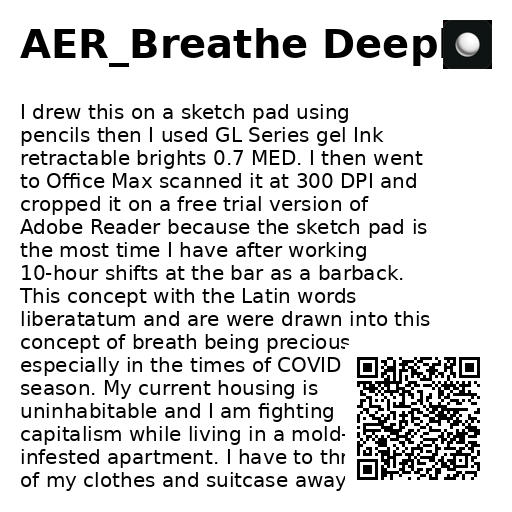 AER_Breathe Deep
I drew this on a sketch pad using
pencils then I used GL Series gel Ink
retractable brights 0.7 MED. I then went
to Office Max scanned it at 300 DPI and
cropped it on a free trial version of
Adobe Reader because the sketch pad is
the most time I have after working
10-hour shifts at the bar as a barback.
This concept with the Latin words
liberatatum and are were drawn into this
concept of breath being precious
especially in the times of COVID
season. My current housing is
uninhabitable and I am fighting
capitalism while living in a mold-
infested apartment. I have to thr
of my clothes and suitcase away